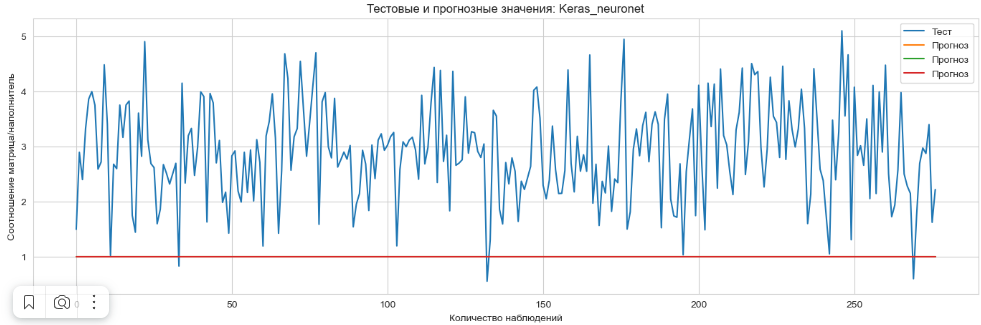 Тестовые и прогнозные значения: Keras_neuronet
Соотношение матрица/наполнитель
5
4
3
2
1
Тест
Прогноз
Прогноз
Прогноз
0
50
100
150
200
250
Количество наблюдений